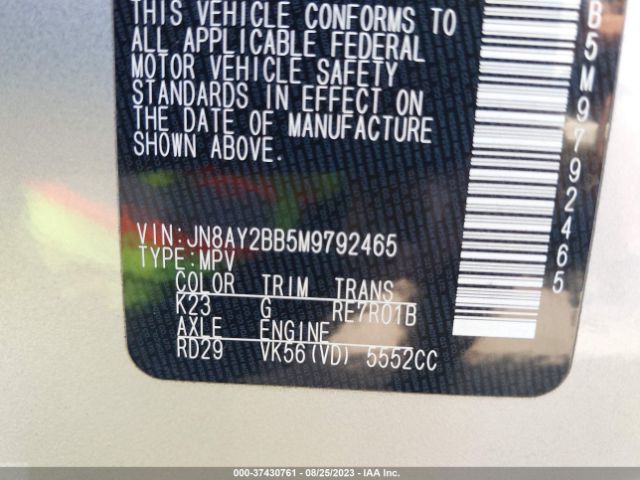 THIS VEHICLE CONFORMS TO
ALL APPLICABLE FEDERAL
MOTOR VEHICLE SAFETY
STANDARDS IN EFFECT ON
THE DATE OF MANUFACTURE
SHOWN ABOVE.
B5M9792465
VIN:JN8AY2BB5M9792465
TYPE:MPV
COLOR TRIM TRANS
K23 G RE7R01B
AXLE ENGINE
RD29 VK56(VD) 5552CC
000-37430761 - 08/25/2023 - IAA Inc.